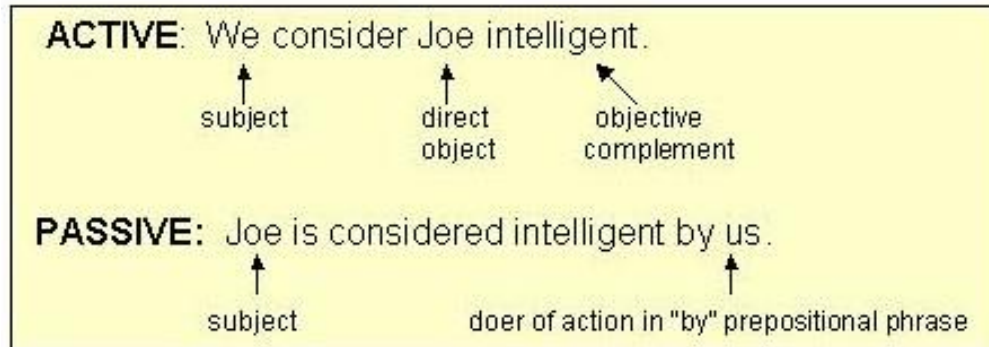 ACTIVE: We consider Joe intelligent.
subject direct objective
object complement
PASSIVE: Joe is considered intelligent by us.
subject doer of action in "by" prepositional phrase